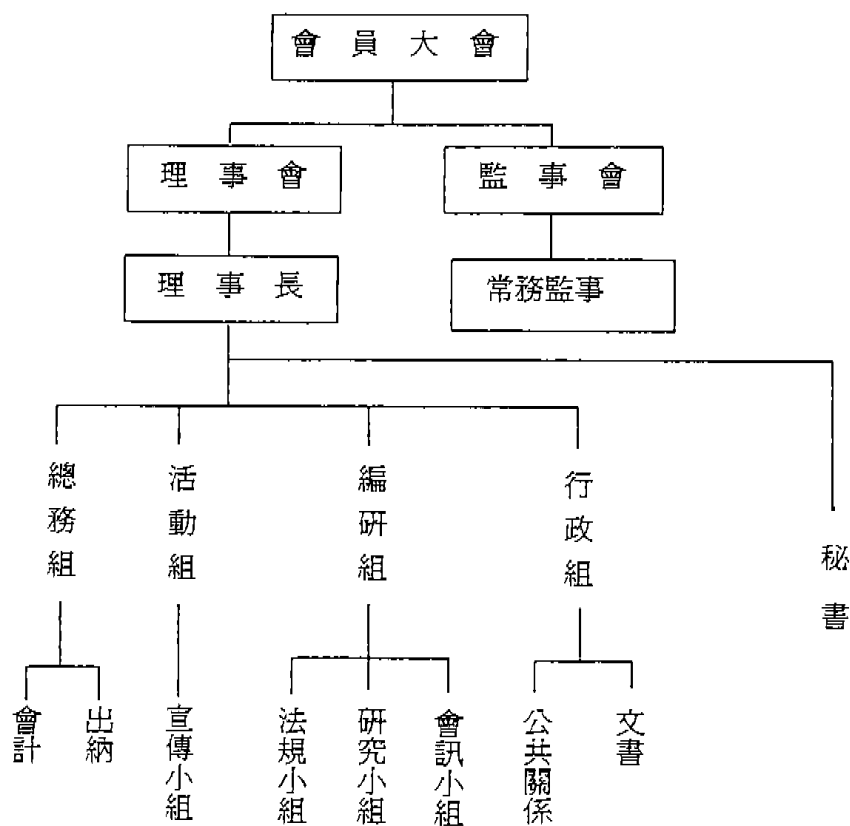 會員大會
理事會
監事會
理事長
常務監事
總務組
活動組
編研組
行政組
秘書
會計
出納
宣傳小組
法規小組
研究小組
會訊小組
公共關係
文書